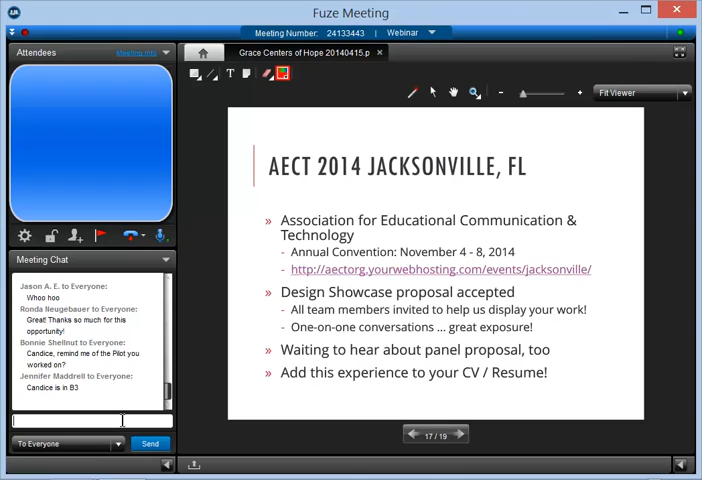 Fuze Meeting
Meeting Number: 24133443 Webinar
Attendees Meeting Info
Grace Centers of Hope 20140415.p
T
Fit Viewer
AECT 2014 JACKSONVILLE, FL
» Association for Educational Communication &
Technology
- Annual Convention: November 4 - 8, 2014
- http://aectorg.yourwebhosting.com/events/jacksonville/
» Design Showcase proposal accepted
- All team members invited to help us display your work!
- One-on-one conversations ... great exposure!
» Waiting to hear about panel proposal, too
» Add this experience to your CV / Resume!
17 / 19
Meeting Chat
Jason A. E. to Everyone:
Whoo hoo
Ronda Neugebauer to Everyone:
Great! Thanks so much for this
opportunity!
Bonnie Shellnut to Everyone:
Candice, remind me of the Pilot you
worked on?
Jennifer Maddrell to Everyone:
Candice is in B3
To Everyone
Send